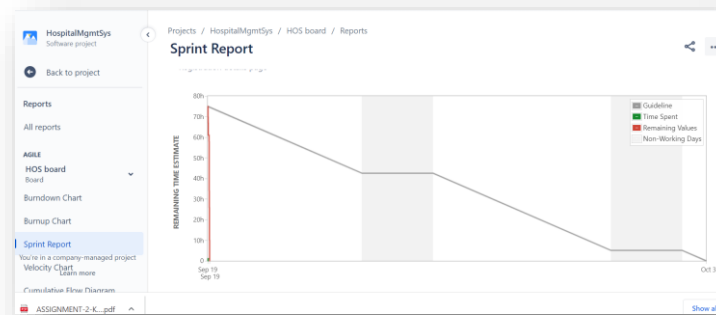 HospitalMgmtSys
Software project
Back to project
Reports
All reports
AGILE
HOS board
Board
Burndown Chart
Burnup Chart
Sprint Report
You're in a company-managed project
Velocity Chart
Learn more
Cumulative Flow Diagram
Projects / HospitalMgmtSys / HOS board / Reports
Sprint Report
REMAINING TIME ESTIMATE
80h
70h
60h
50h
40h
30h
20h
10h
0
Sep 19
Sep 19
Oct 3
Guideline
Time Spent
Remaining Values
Non-Working Days
ASSIGNMENT-2-K....pdf
Show al